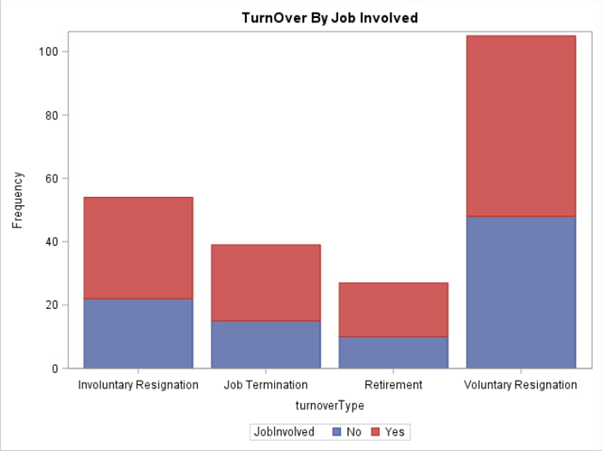 TurnOver By Job Involved
100
80
60
40
20
0
Frequency
Involuntary Resignation Job Termination Retirement Voluntary Resignation
turnoverType
JobInvolved No Yes